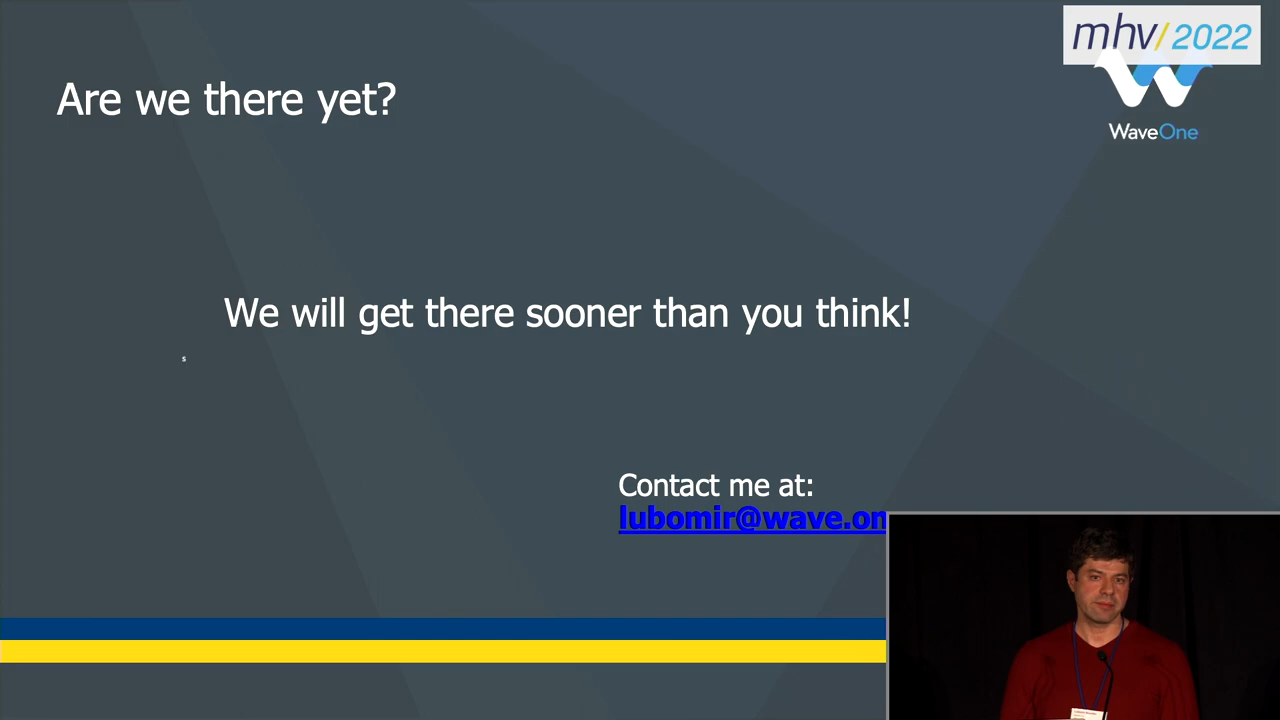 mhv/2022
Are we there yet?
WaveOne
We will get there sooner than you think!
s
Contact me at:
lubomir@wave.on